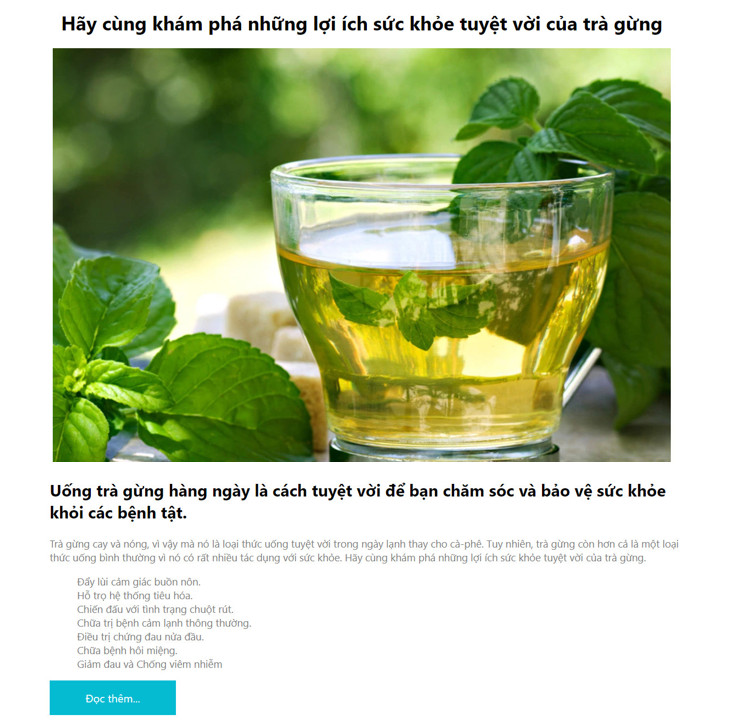 Hãy cùng khám phá những lợi ích sức khỏe tuyệt vời của trà gừng
Uống trà gừng hàng ngày là cách tuyệt vời để bạn chăm sóc và bảo vệ sức khỏe
khỏi các bệnh tật.
Trà gừng cay và nóng, vì vậy mà nó là loại thức uống tuyệt vời trong ngày lạnh thay cho cà-phê. Tuy nhiên, trà gừng còn hơn cả là một loại
thức uống bình thường vì nó có rất nhiều tác dụng với sức khỏe. Hãy cùng khám phá những lợi ích sức khỏe tuyệt vời của trà gừng.
Đẩy lùi cảm giác buồn nôn.
Hỗ trợ hệ thống tiêu hóa.
Chiến đấu với tình trạng chuột rút.
Chữa trị bệnh cảm lạnh thông thường.
Điều trị chứng đau nửa đầu.
Chữa bệnh hôi miệng.
Giảm đau và Chống viêm nhiễm
Đọc thêm...